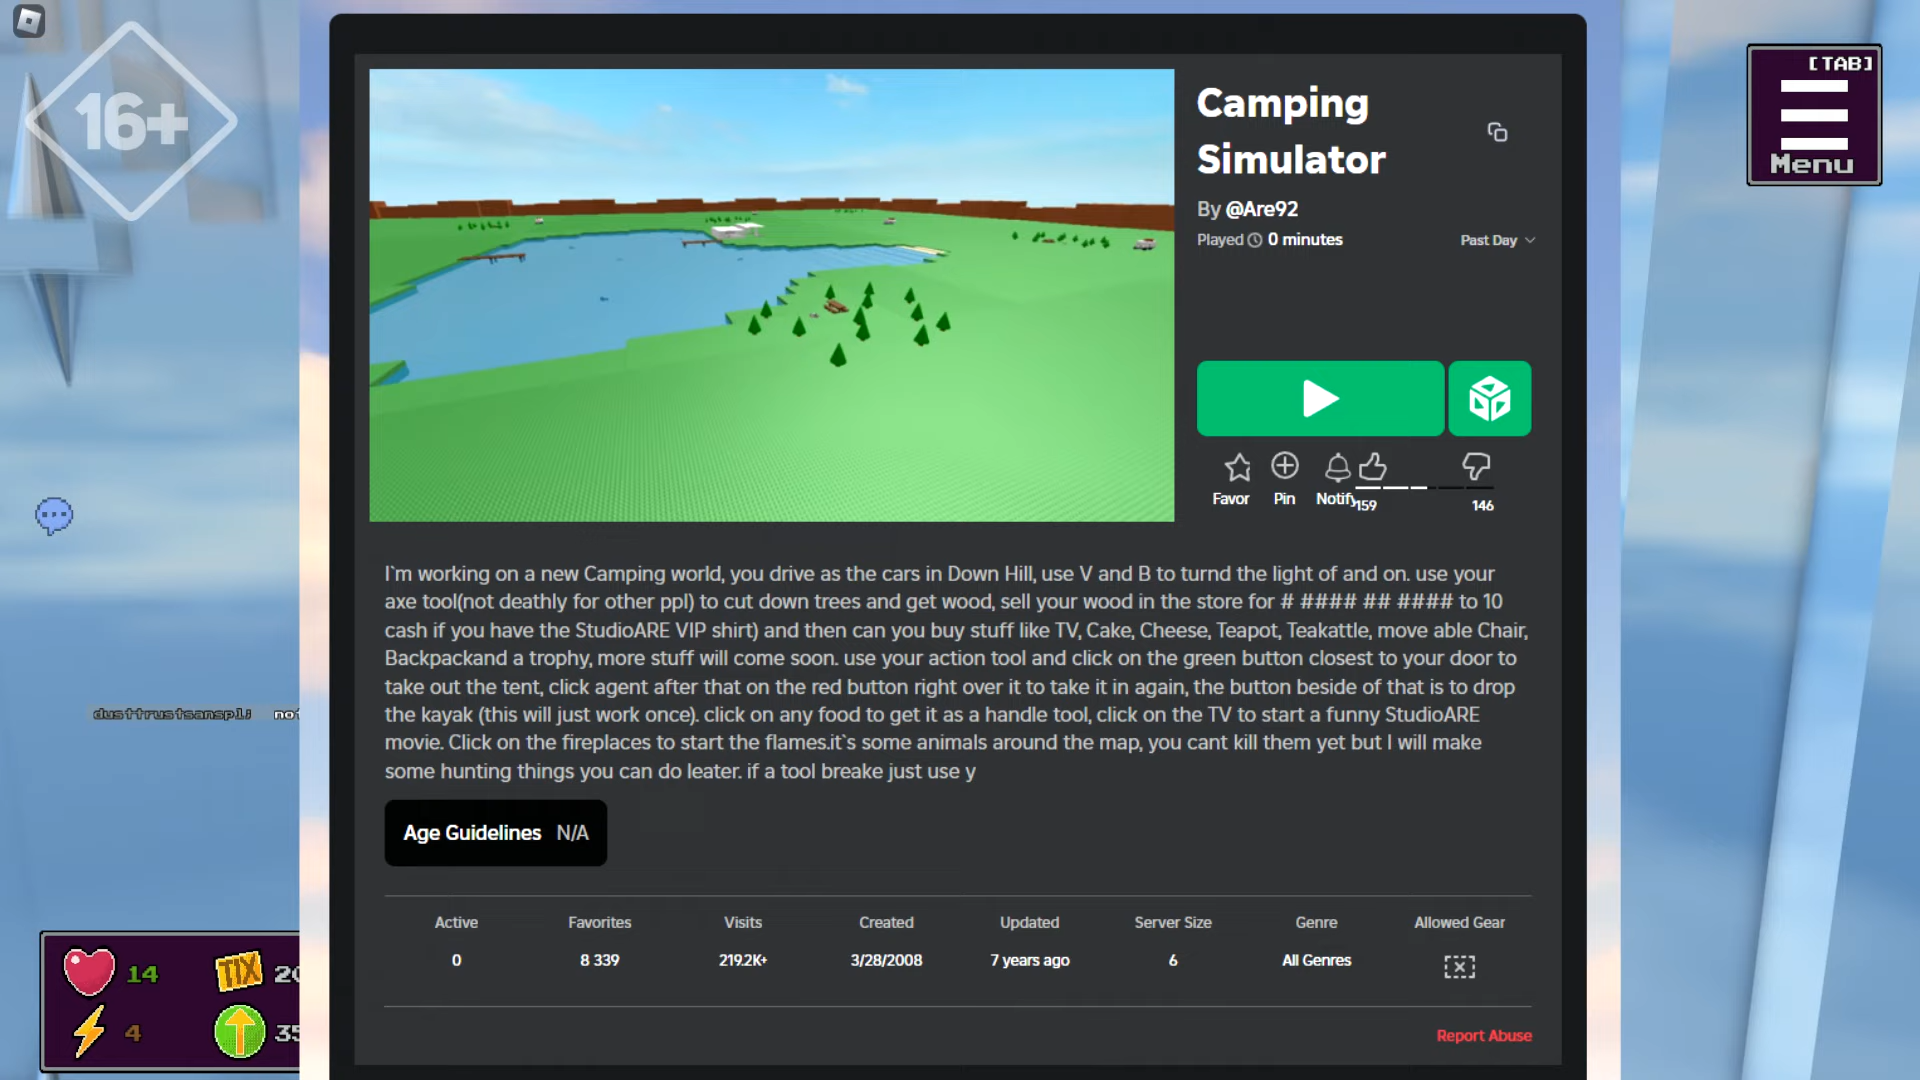 16+
[TAB]
Menu
Camping
Simulator
By @Are92
Played 0 minutes
Past Day
Favor
Pin
Notify
159
146
I`m working on a new Camping world, you drive as the cars in Down Hill, use V and B to turnd the light of and on. use your
axe tool(not deathly for other ppl) to cut down trees and get wood, sell your wood in the store for # #### ## #### to 10
cash if you have the StudioARE VIP shirt) and then can you buy stuff like TV, Cake, Cheese, Teapot, Teakattle, move able Chair,
Backpackand a trophy, more stuff will come soon. use your action tool and click on the green button closest to your door to
take out the tent, click agent after that on the red button right over it to take it in again, the button beside of that is to drop
the kayak (this will just work once). click on any food to get it as a handle tool, click on the TV to start a funny StudioARE
movie. Click on the fireplaces to start the flames.it`s some animals around the map, you cant kill them yet but I will make
some hunting things you can do leater. if a tool breake just use y
Age Guidelines N/A
Active Favorites Visits Created Updated Server Size Genre Allowed Gear
0 8 339 219.2K+ 3/28/2008 7 years ago 6 All Genres
Report Abuse
14 TIX
4